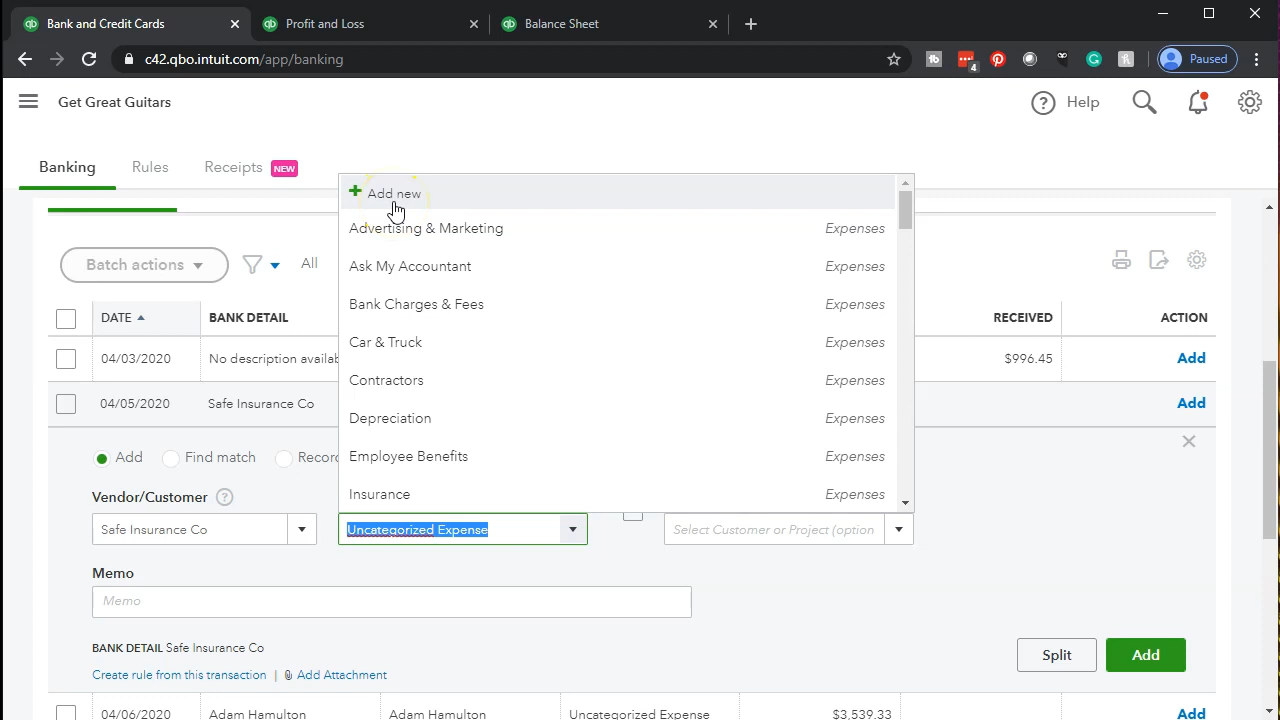 Bank and Credit Cards
Profit and Loss
Balance Sheet
c42.qbo.intuit.com/app/banking
4
Paused
Get Great Guitars
Help
Banking
Rules
Receipts NEW
Add new
Advertising & Marketing Expenses
Ask My Accountant Expenses
Bank Charges & Fees Expenses
Car & Truck Expenses
Contractors Expenses
Depreciation Expenses
Employee Benefits Expenses
Insurance Expenses
Batch actions
All
DATE BANK DETAIL RECEIVED ACTION
04/03/2020 No description availab $996.45 Add
04/05/2020 Safe Insurance Co Add
Add Find match Recor
Vendor/Customer ?
Safe Insurance Co Uncategorized Expense Select Customer or Project (option
Memo
Memo
BANK DETAIL Safe Insurance Co
Split Add
Create rule from this transaction | Add Attachment
04/06/2020 Adam Hamulton Adam Hamulton Uncategorized Expense $3,539.33 Add